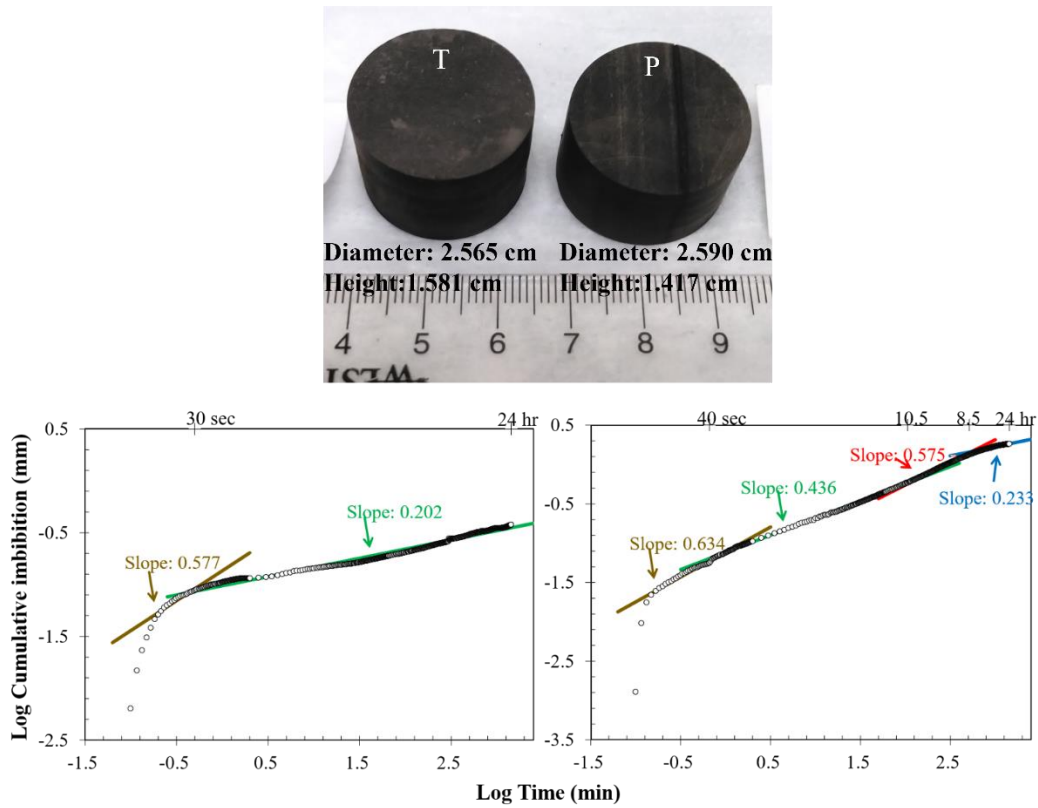 T P
Diameter: 2.565 cm Diameter: 2.590 cm
Height:1.581 cm Height:1.417 cm
4 5 6 7 8 9
30 sec 24 hr
0.5
-0.5
-1.5
-2.5
Slope: 0.577
Slope: 0.202
-1.5 -0.5 0.5 1.5 2.5
40 sec 10.5 8.5 24 hr
0.5
-0.5
-1.5
-2.5
-3.5
Slope: 0.634
Slope: 0.436
Slope: 0.575
Slope: 0.233
-1.5 -0.5 0.5 1.5 2.5
Log Cumulative imbibition (mm)
Log Time (min)